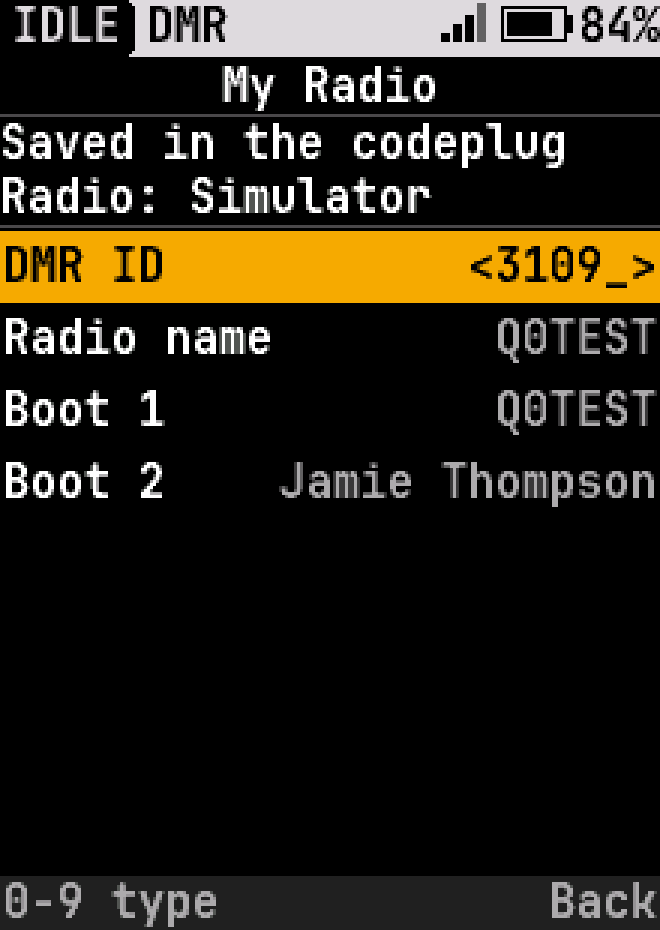 IDLE DMR 84%
My Radio
Saved in the codeplug
Radio: Simulator
DMR ID <3109_>
Radio name Q0TEST
Boot 1 Q0TEST
Boot 2 Jamie Thompson
0-9 type Back